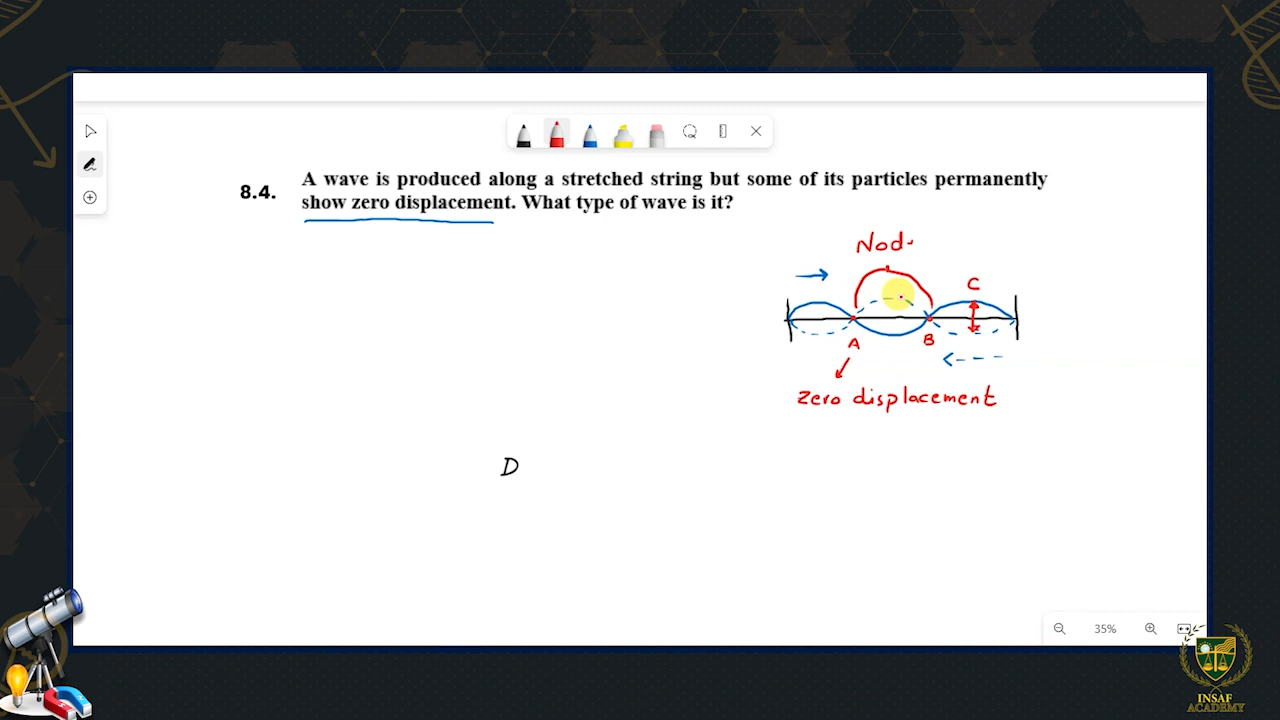 8.4. A wave is produced along a stretched string but some of its particles permanently
show zero displacement. What type of wave is it?
Nod
C
A
B
Zero displacement
D
35%
INSAF
ACADEMY